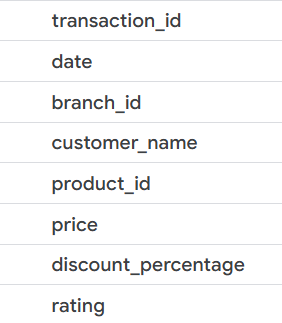 transaction_id
date
branch_id
customer_name
product_id
price
discount_percentage
rating